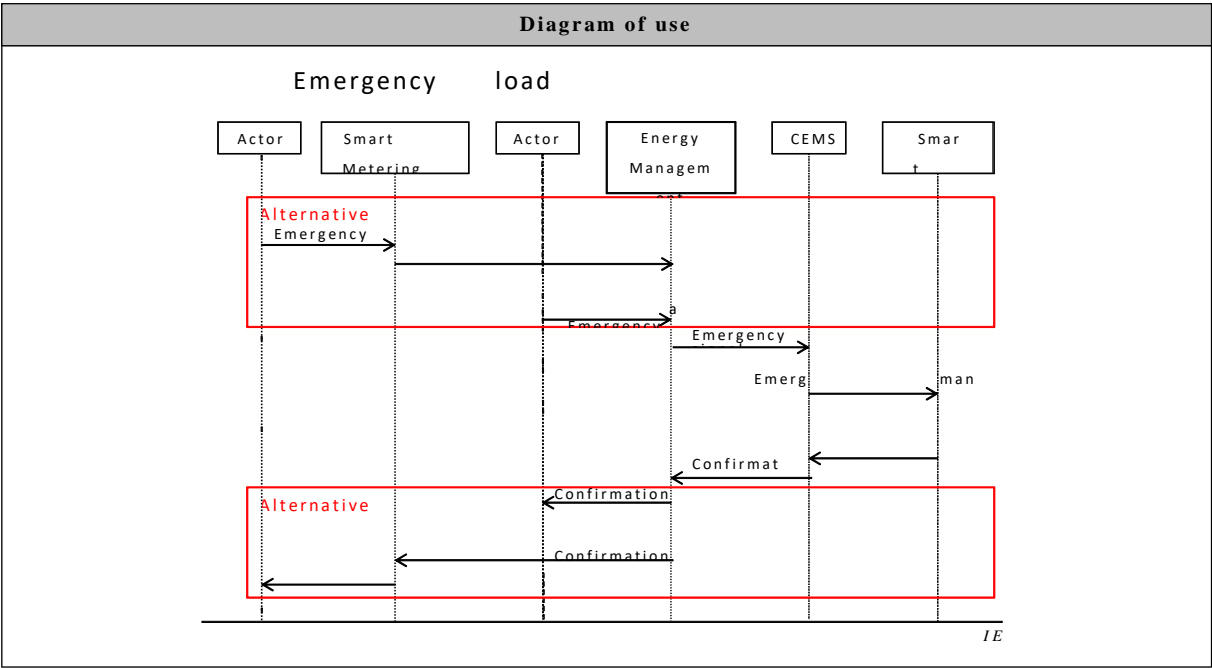 Diagram of use
Emergency load
Actor
Smart
Metering
Actor
Energy
Managem
ent
CEMS
Smar
t
Alternative
Emergency
a
Emergency
Emergency
Emerg
man
Confirmat
Confirmation
Alternative
Confirmation
IE